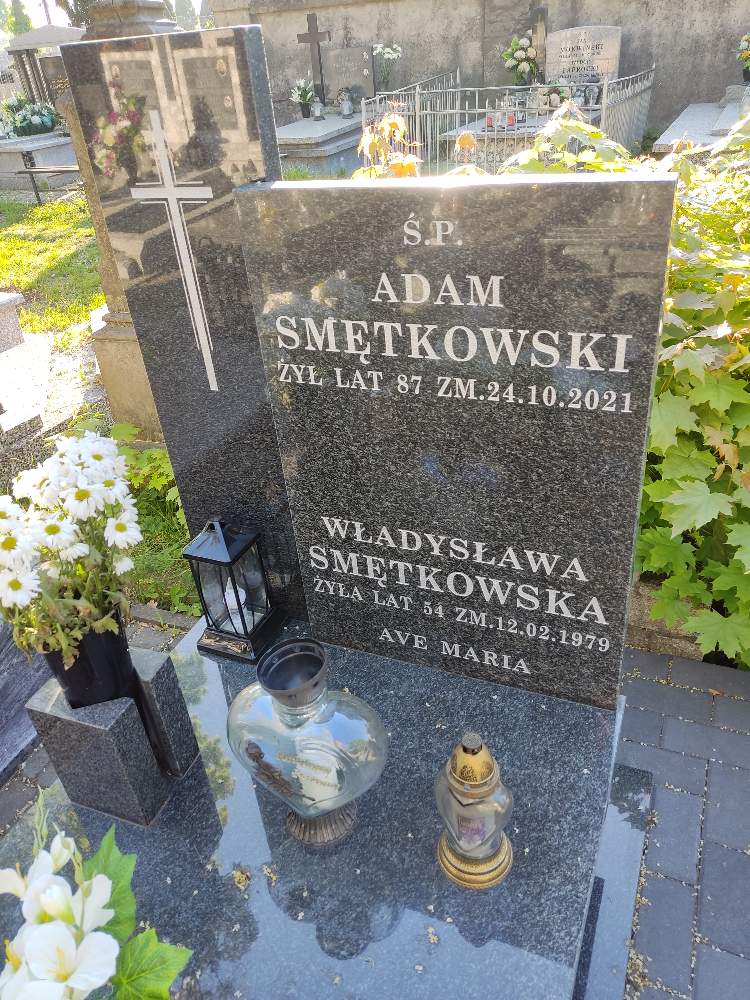 Ś.P.
ADAM
SMĘTKOWSKI
ŻYŁ LAT 87 ZM.24.10.2021
WŁADYSŁAWA
SMĘTKOWSKA
ŻYŁA LAT 54 ZM.12.02.1979
AVE MARIA